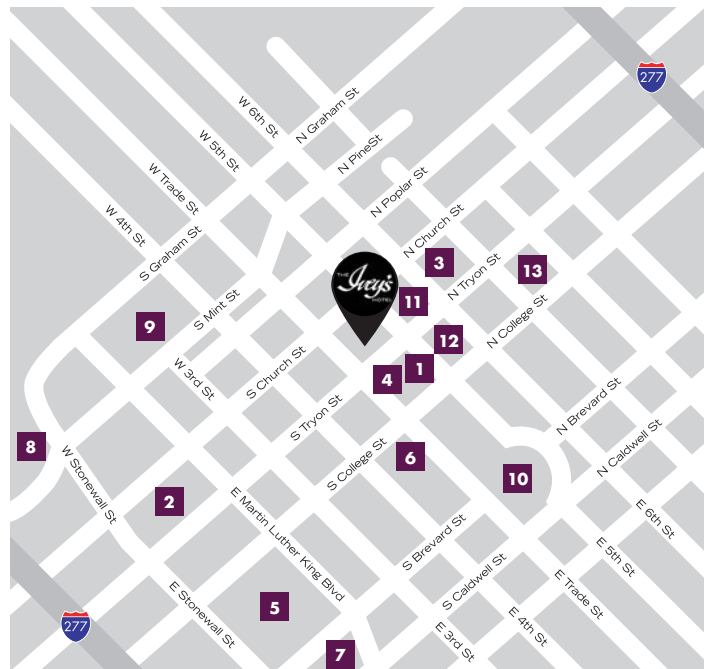 277
W 6th St
N Graham St
W 5th St
N PineSt
W Trade St
N Poplar St
W 4th St
N Church St
S Graham St
3
N Tryon St
13
THE
Ivey's
HOTEL
11
S Mint St
N College St
9
12
W 3rd St
S Church St
1
4
S Tryon St
N Brevard St
8
W Stonewall St
S College St
6
N Caldwell St
10
2
E Martin Luther King Blvd
E 6th St
S Brevard St
E 5th St
S Caldwell St
E Trade St
5
E Stonewall St
E 4th St
277
E 3rd St
7